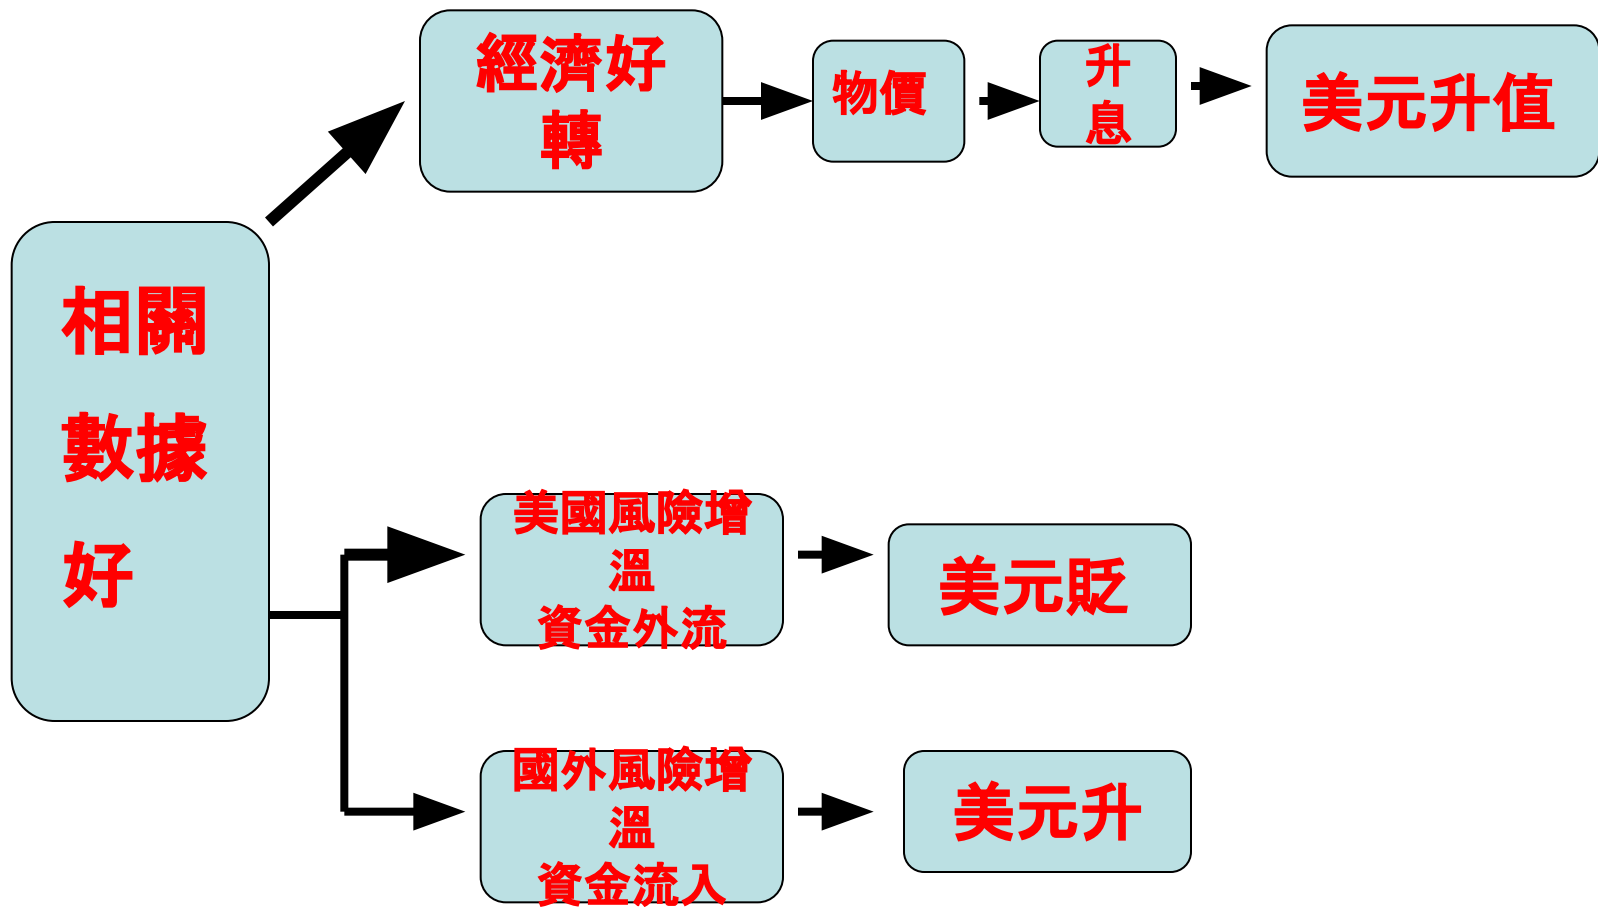 經濟好
轉
物價
升
息
美元升值
相關
數據
好
美國風險增
溫
資金外流
美元貶
國外風險增
溫
資金流入
美元升